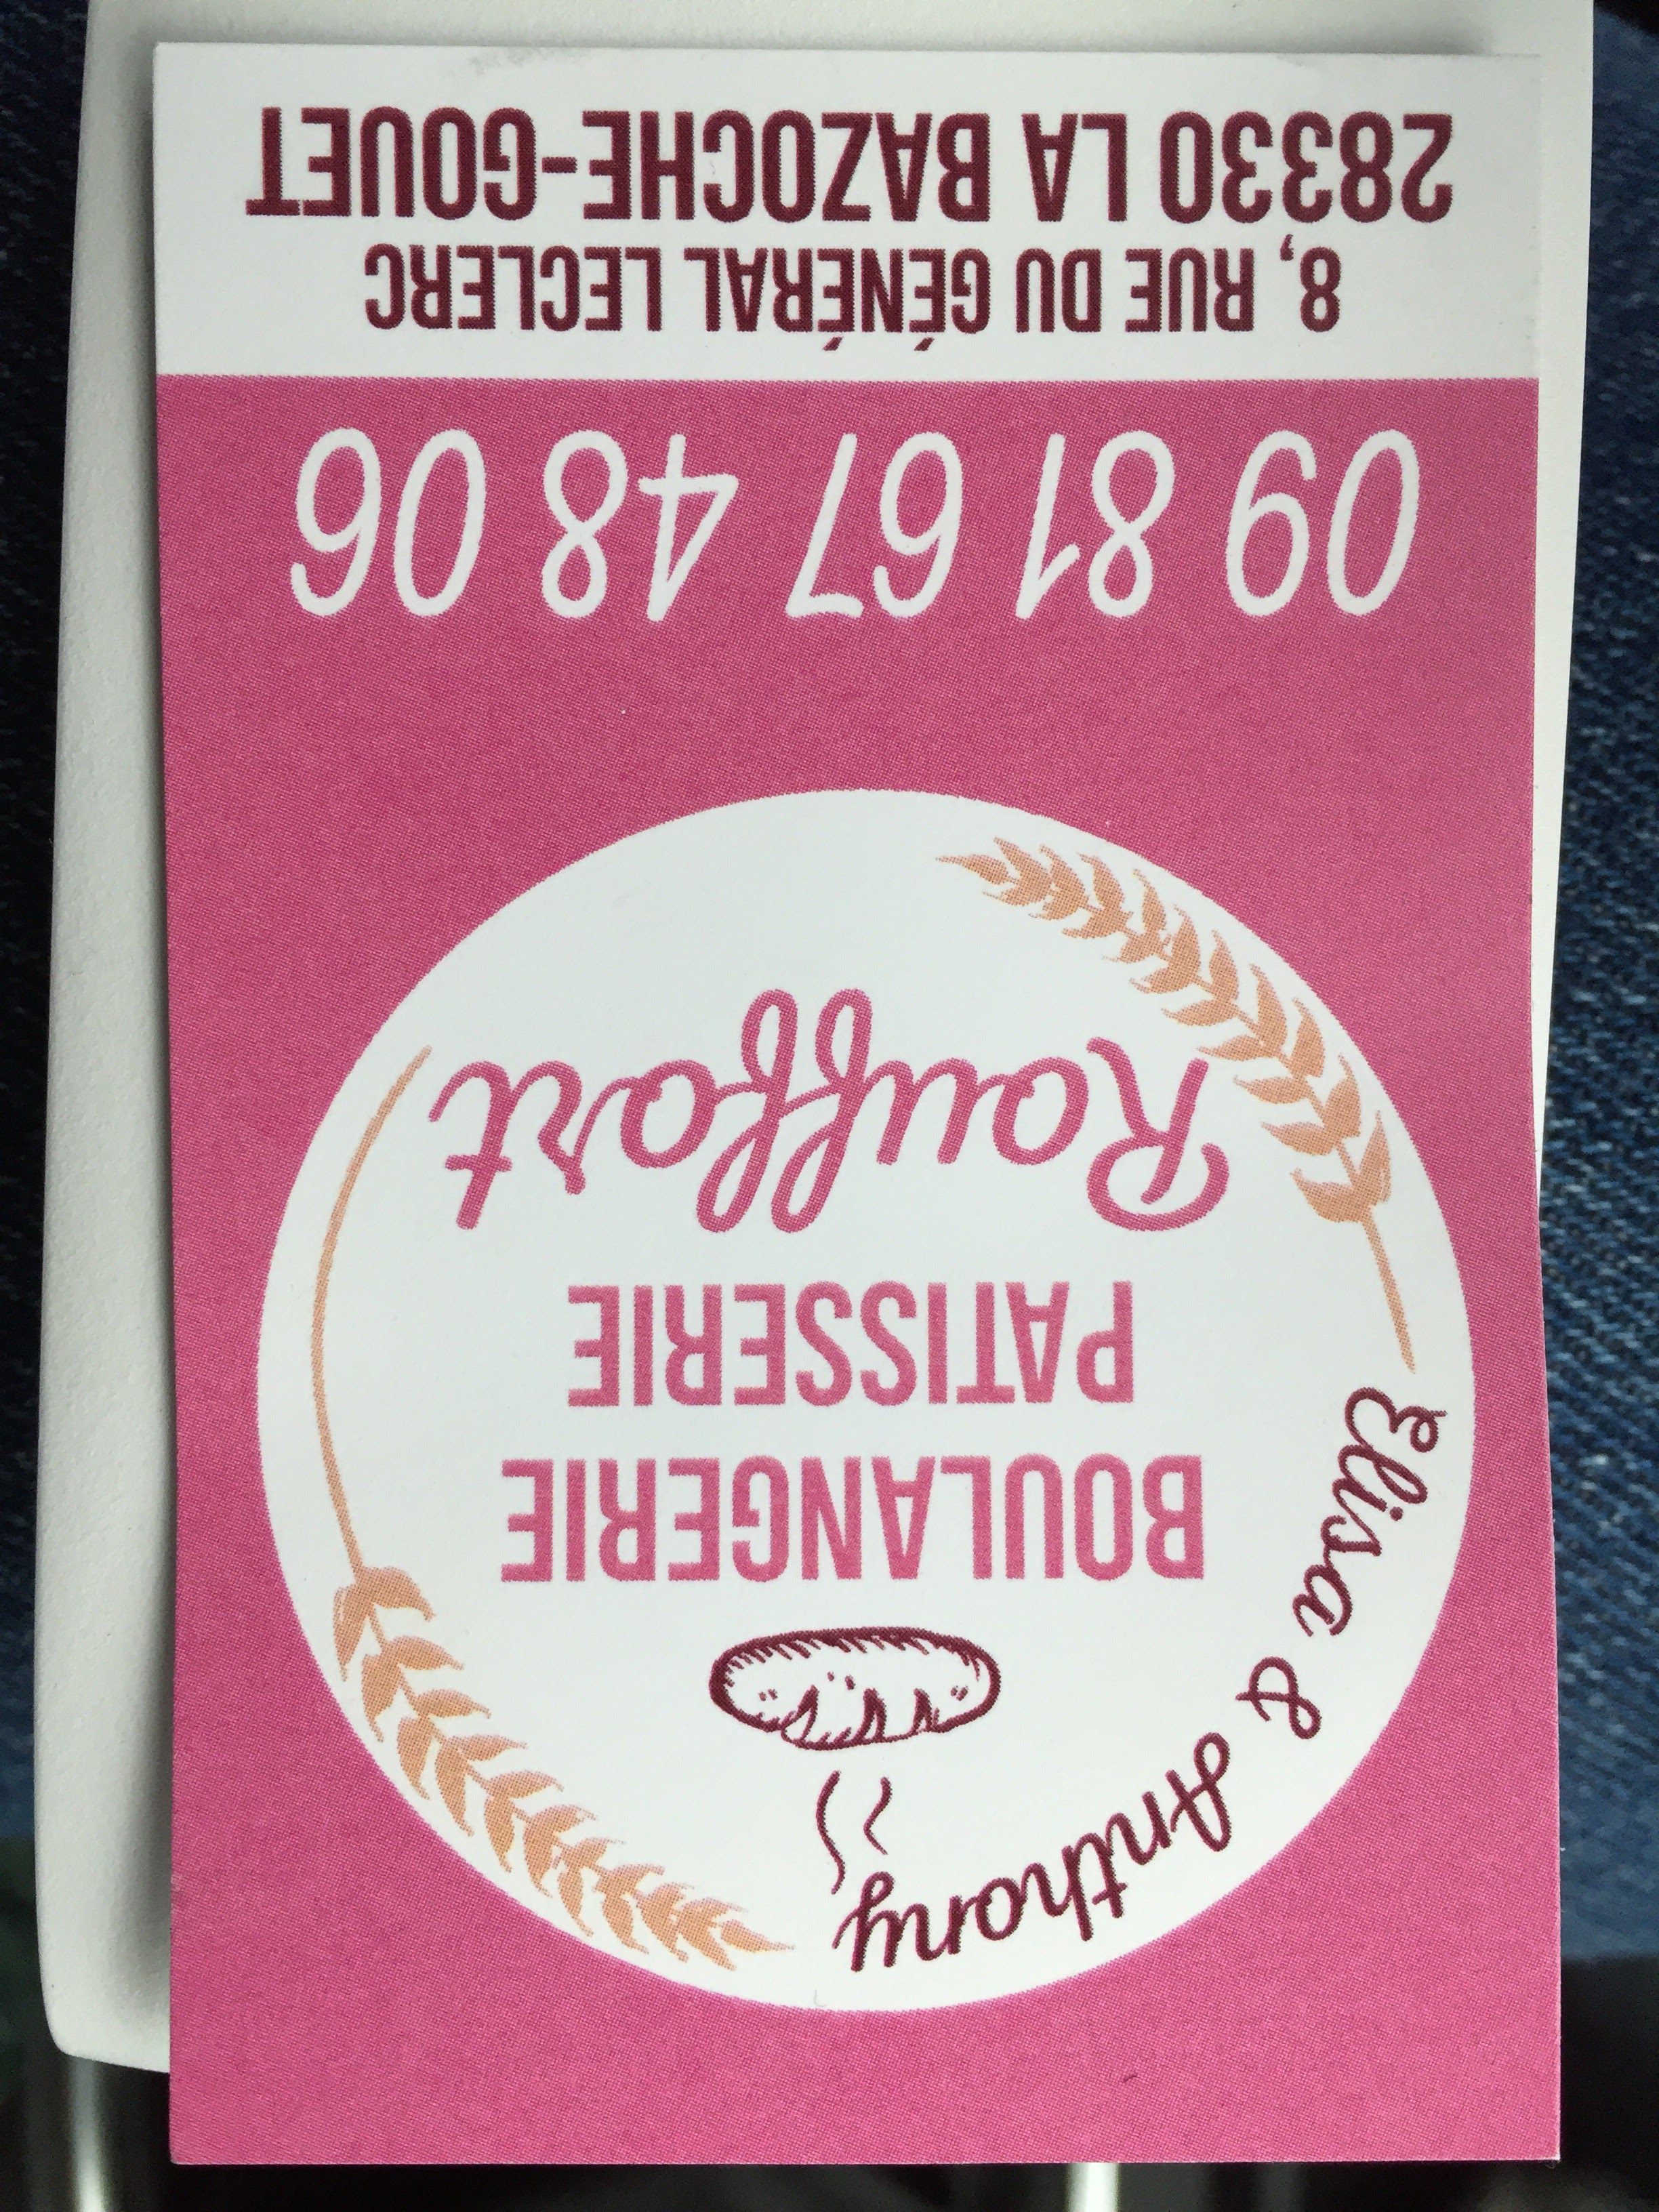 Elisa & Anthony
BOULANGERIE
PATISSERIE
Rouffort
09 81 67 48 06
8, RUE DU GÉNÉRAL LECLERC
28330 LA BAZOCHE-GOUET